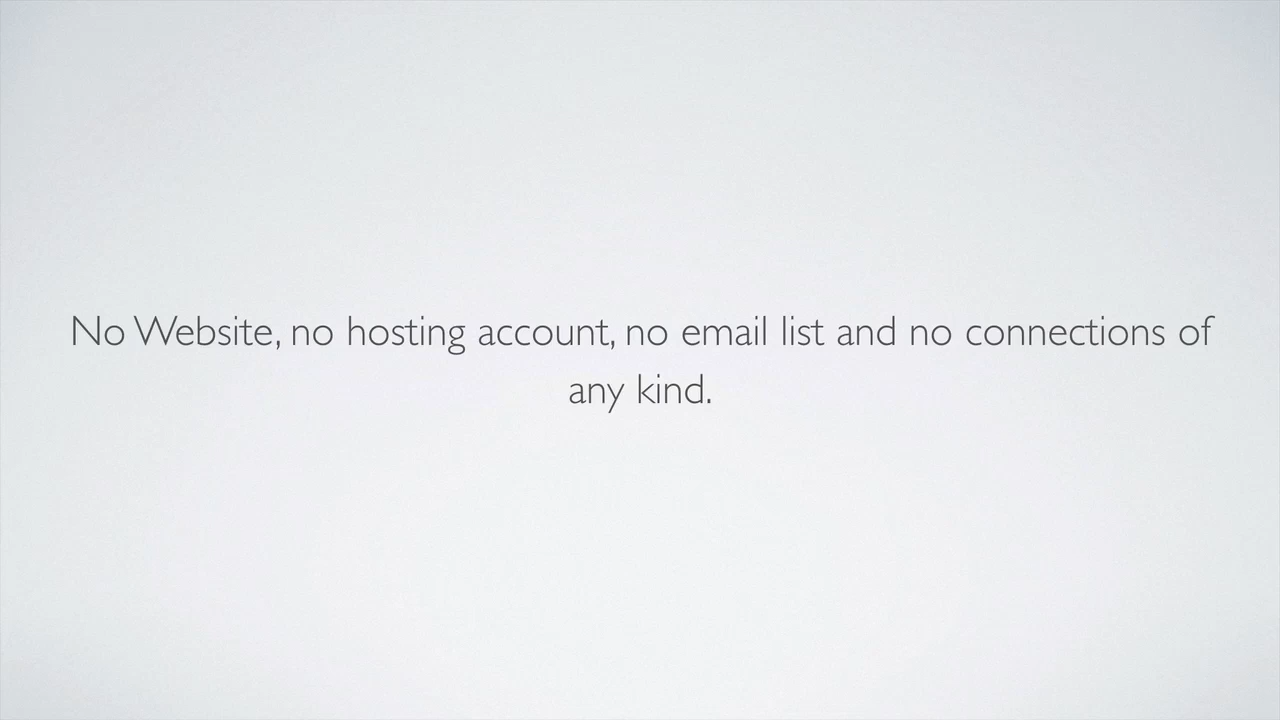 No Website, no hosting account, no email list and no connections of
any kind.